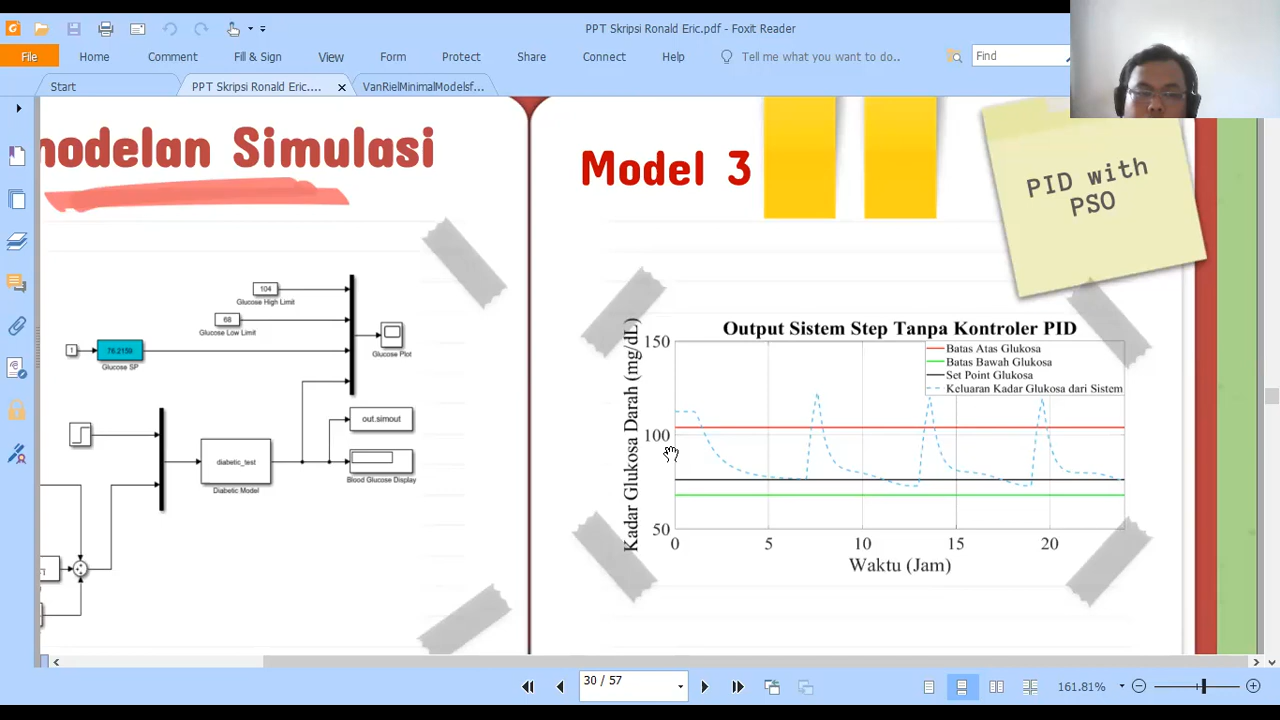 PPT Skripsi Ronald Eric.pdf - Foxit Reader
File Home Comment Fill & Sign View Form Protect Share Connect Help Tell me what you want to do.. Find
Start PPT Skripsi Ronald Eric.... VanRielMinimalModelsf...
modelan Simulasi
104
Glucose High Limit
68
Glucose Low Limit
1
76.2159
Glucose SP
Glucose Plot
out.simout
diabetic_test
Diabetic Model
Blood Glucose Display
Model 3
PID with
PSO
Output Sistem Step Tanpa Kontroler PID
Batas Atas Glukosa
Batas Bawah Glukosa
Set Point Glukosa
Keluaran Kadar Glukosa dari Sistem
Kadar Glukosa Darah (mg/dL)
150
100
50
0 5 10 15 20
Waktu (Jam)
30 / 57
161.81%